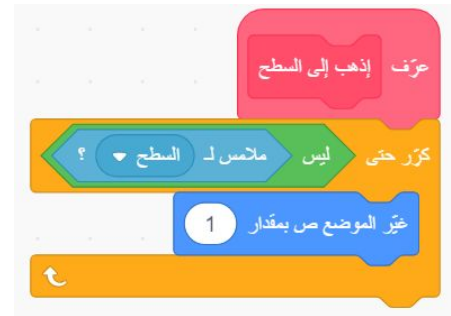 عرّف إذهب إلى السطح
كرّر حتى ليس ملامس لـ السطح ؟
غيّر الموضع ص بمقدار 1